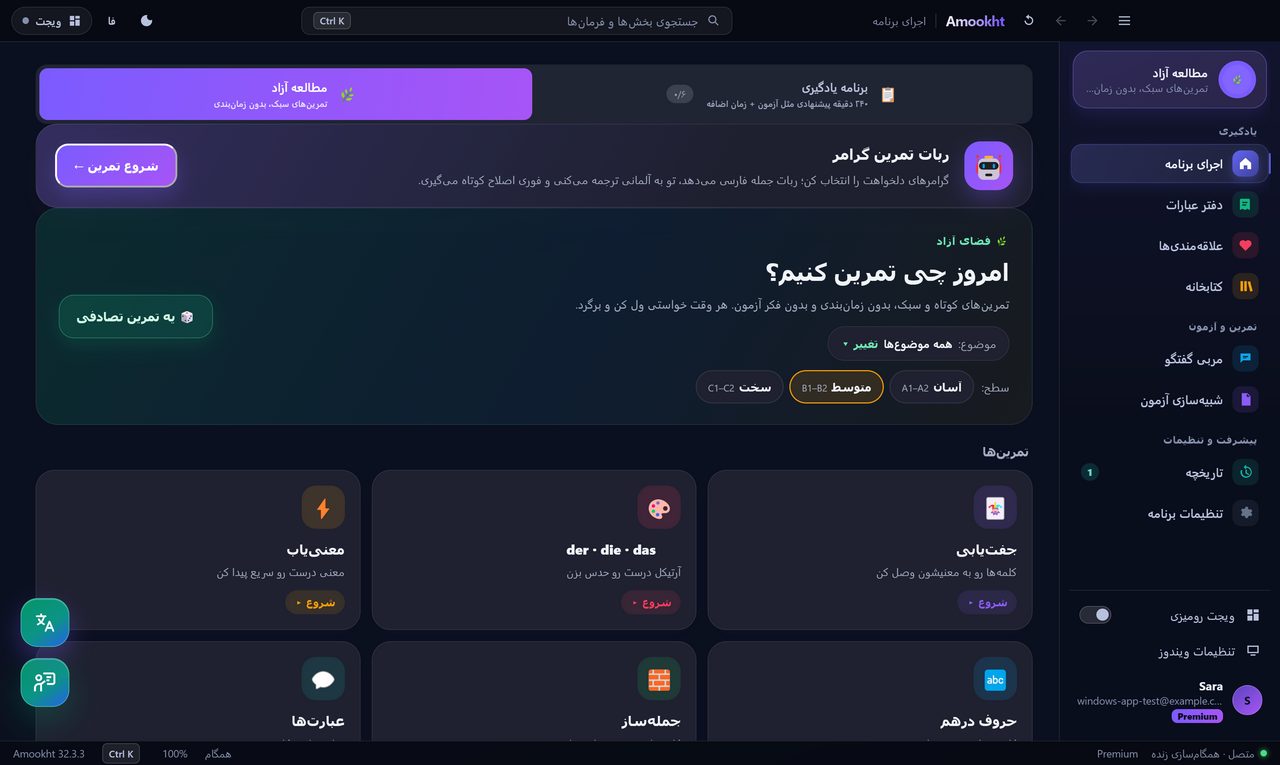 Amookht
اجرای برنامه
جستجوی بخش‌ها و فرمان‌ها
Ctrl K
فا
ویجت
مطالعه آزاد
تمرین‌های سبک، بدون زمان...
یادگیری
اجرای برنامه
دفتر عبارات
علاقه‌مندی‌ها
کتابخانه
تمرین و آزمون
مربی گفتگو
شبیه‌سازی آزمون
پیشرفت و تنظیمات
تاریخچه
1
تنظیمات برنامه
ویجت رومیزی
تنظیمات ویندوز
S
Sara
windows-app-test@example.c...
Premium
برنامه یادگیری
۲۴۰ دقیقه پیشنهادی مثل آزمون + زمان اضافه
۰/۶
مطالعه آزاد
تمرین‌های سبک، بدون زمان‌بندی
ربات تمرین گرامر
گرامرهای دلخواهت را انتخاب کن؛ ربات جمله فارسی می‌دهد، تو به آلمانی ترجمه می‌کنی و فوری اصلاح کوتاه می‌گیری.
شروع تمرین ←
فضای آزاد
امروز چی تمرین کنیم؟
تمرین‌های کوتاه و سبک، بدون زمان‌بندی و بدون فکر آزمون. هر وقت خواستی ول کن و برگرد.
یه تمرین تصادفی
موضوع: همه موضوع‌ها تغییر ▾
سطح: آسان A1–A2 متوسط B1–B2 سخت C1–C2
تمرین‌ها
abc
جفت‌یابی
کلمه‌ها رو به معنیشون وصل کن
شروع ▸
der · die · das
آرتیکل درست رو حدس بزن
شروع ▸
معنی‌یاب
معنی درست رو سریع پیدا کن
شروع ▸
حروف درهم
جمله‌ساز
عبارت‌ها
متصل · همگام‌سازی زنده
Premium
همگام
100%
Ctrl K
Amookht 32.3.3